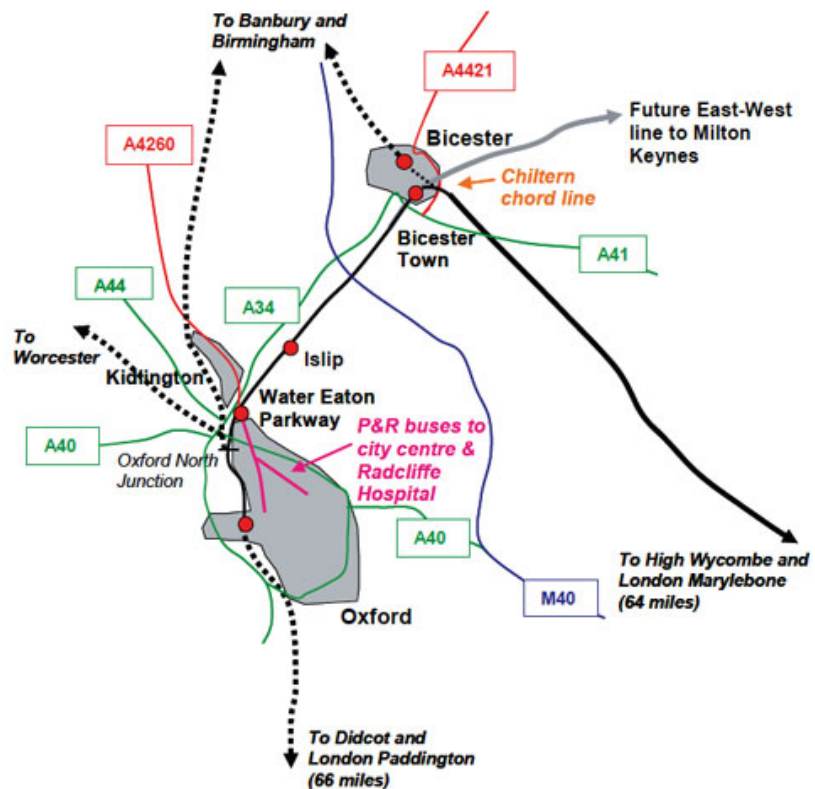 To Banbury and
Birmingham
A4421
A4260
Bicester
Future East-West
line to Milton
Keynes
Chiltern
chord line
Bicester
Town
A41
A44
A34
To
Worcester
Islip
Kidlington
Water Eaton
Parkway
P&R buses to
city centre &
Radcliffe
Hospital
A40
Oxford North
Junction
A40
To High Wycombe and
London Marylebone
(64 miles)
M40
Oxford
To Didcot and
London Paddington
(66 miles)